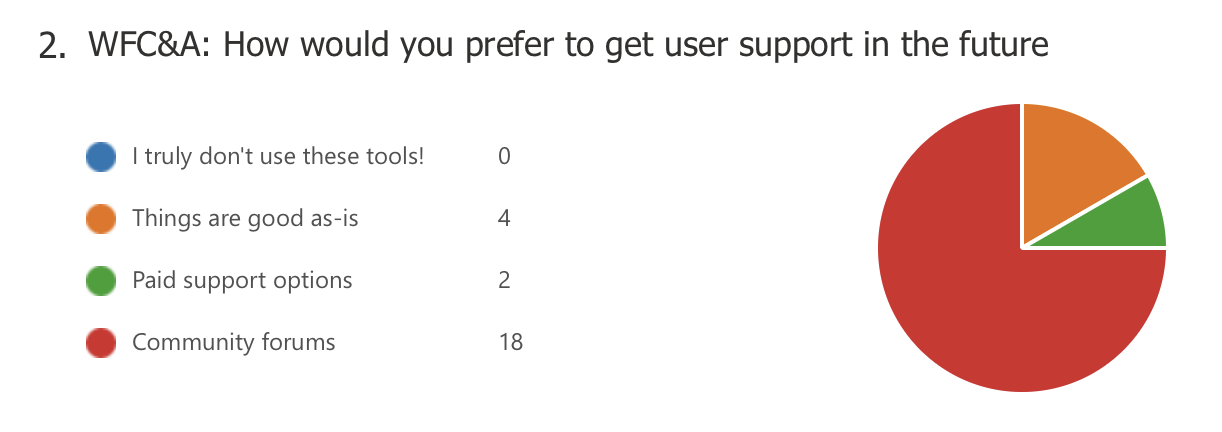 2. WFC&A: How would you prefer to get user support in the future
I truly don't use these tools! 0
Things are good as-is 4
Paid support options 2
Community forums 18